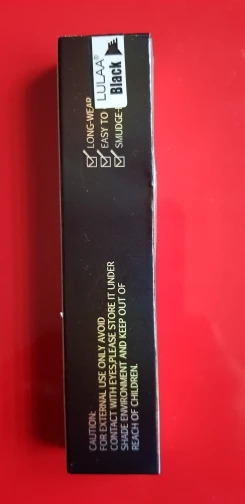 LULAA®
Black
LONG-WEAR
EASY TO
SMUDGE-
CAUTION:
FOR EXTERNAL USE ONLY AVOID
CONTACT WITH EYES,PLEASE STORE IT UNDER
SHADE ENVIRONMENT AND KEEP OUT OF
REACH OF CHILDREN.